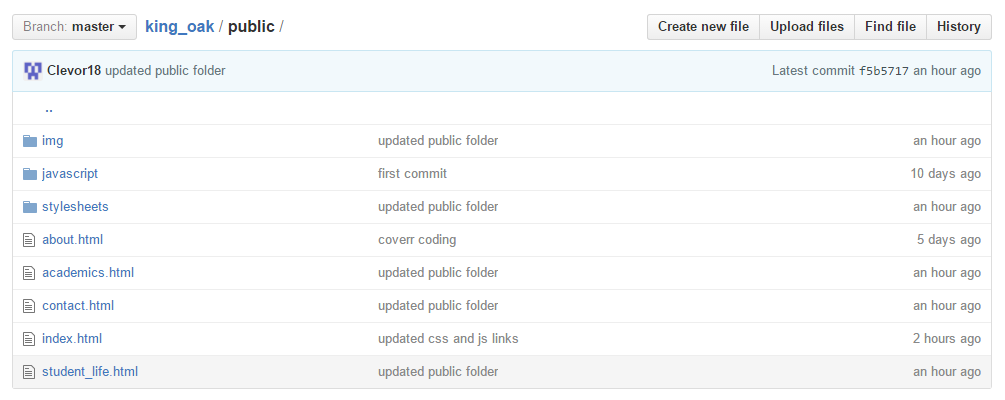 Branch: master king_oak / public / Create new file Upload files Find file History
Clevor18 updated public folder Latest commit f5b5717 an hour ago
..
img updated public folder an hour ago
javascript first commit 10 days ago
stylesheets updated public folder an hour ago
about.html coverr coding 5 days ago
academics.html updated public folder an hour ago
contact.html updated public folder an hour ago
index.html updated css and js links 2 hours ago
student_life.html updated public folder an hour ago